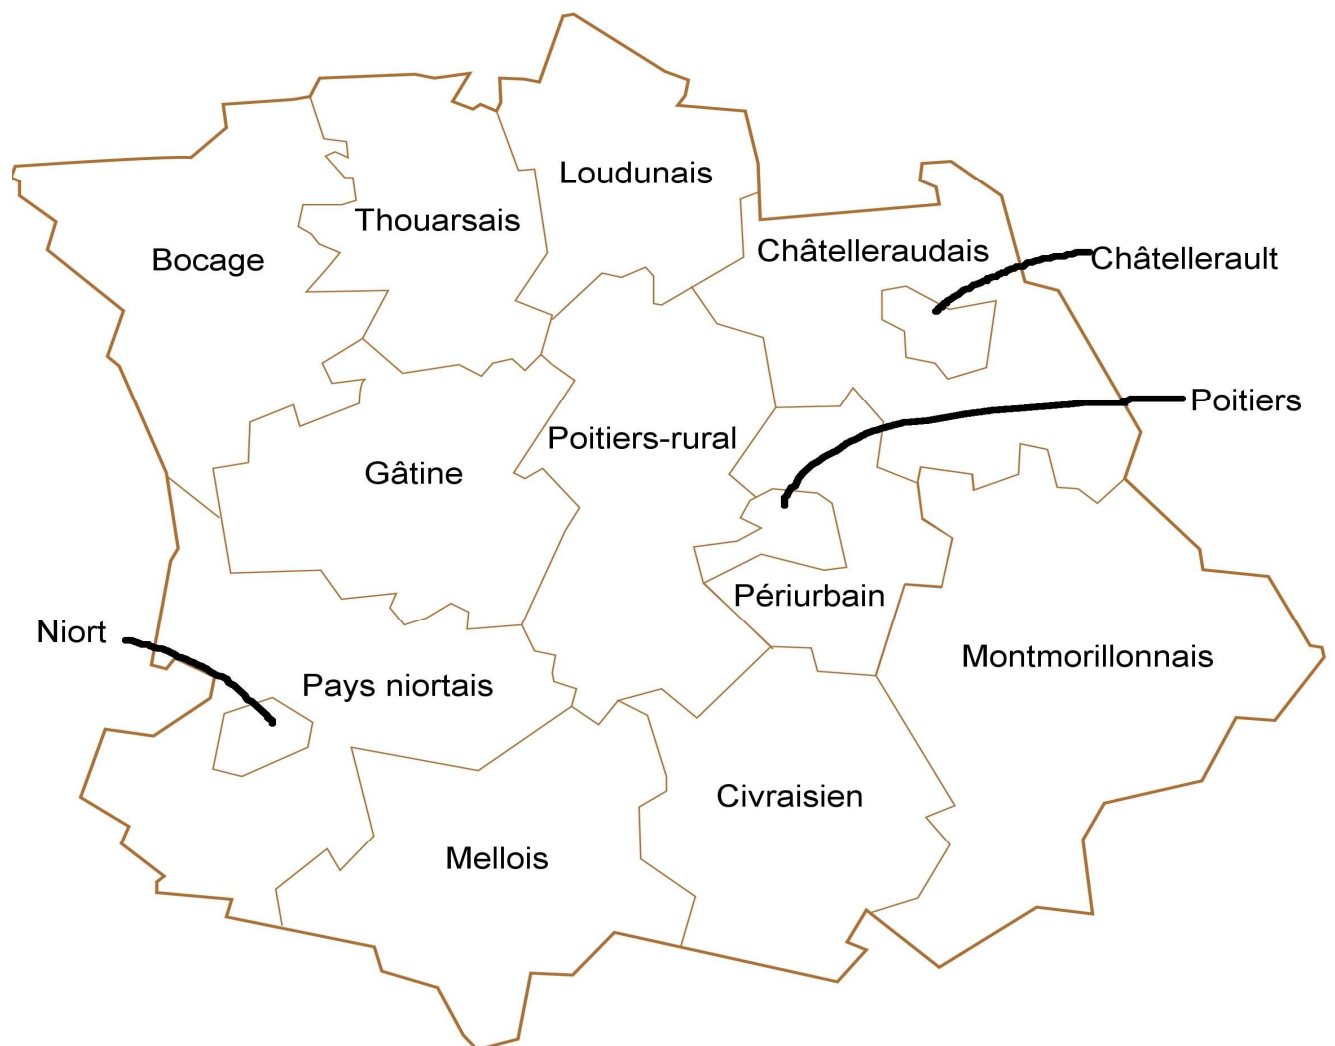 Loudunais
Thouarsais
Bocage
Châtelleraudais
Châtellerault
Poitiers
Poitiers-rural
Gâtine
Périurbain
Niort
Montmorillonnais
Pays niortais
Civraisien
Mellois